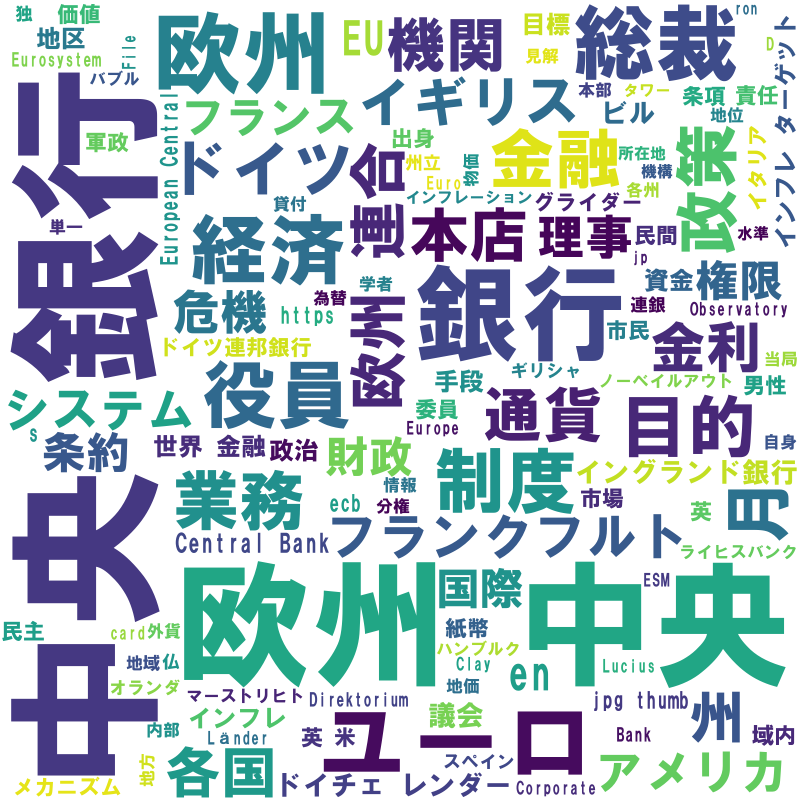 独 価値
地区
Eurosystem
File
バブル
軍政
欧州
EU
機関
目標
見解
総裁
ron
D
フランス
イギリス
本部
タワー
ビル
条項
責任
地位
インフレ ターゲット
European Central
ドイツ
連合
出身
州立
物価
金融
所在地
機構
各州
政策
イタリア
Euro
インフレーション
グライダー
単一
貸付
経済
本店
理事
民間
jp
水準
中央銀行
学者
為替
欧州
銀行
連銀
資金
権限
Observatory
危機
https
市民
金利
当局
ドイツ連邦銀行
ギリシャ
ノーベイルアウト
男性
役員
手段
委員
Europe
通貨
目的
自身
システム
s
条約
世界 金融
政治
財政
情報
分権
ecb
業務
制度
イングランド銀行
市場
英
月
Central Bank
フランクフルト
ライヒスバンク
欧州
国際
中央
ESM
民主
card
外貨
紙幣
ハンブルク
Clay
en
Lucius
地域
仏
オランダ
マーストリヒト
Direktorium
地価
jpg thumb
州
内部
インフレ
Länder
英 米
ユーロ
議会
Bank
域内
スペイン
メカニズム
地方
各国
ドイチェ レンダー
Corporate
アメリカ